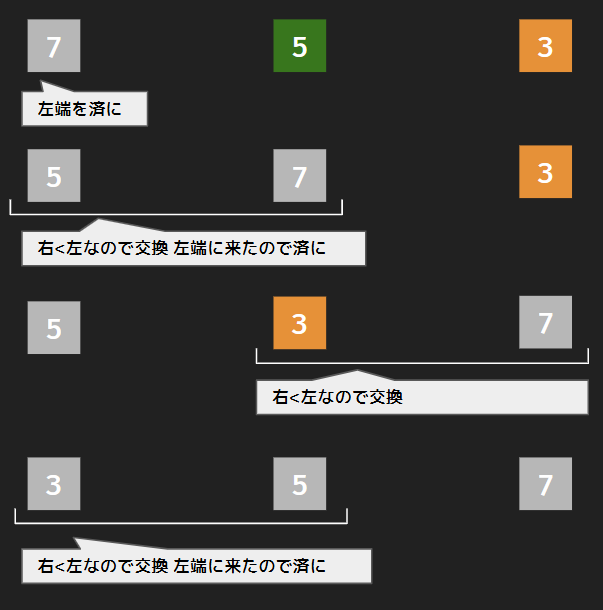 7 5 3
左端を済に
5 7 3
右<左なので交換 左端に来たので済に
5 3 7
右<左なので交換
3 5 7
右<左なので交換 左端に来たので済に